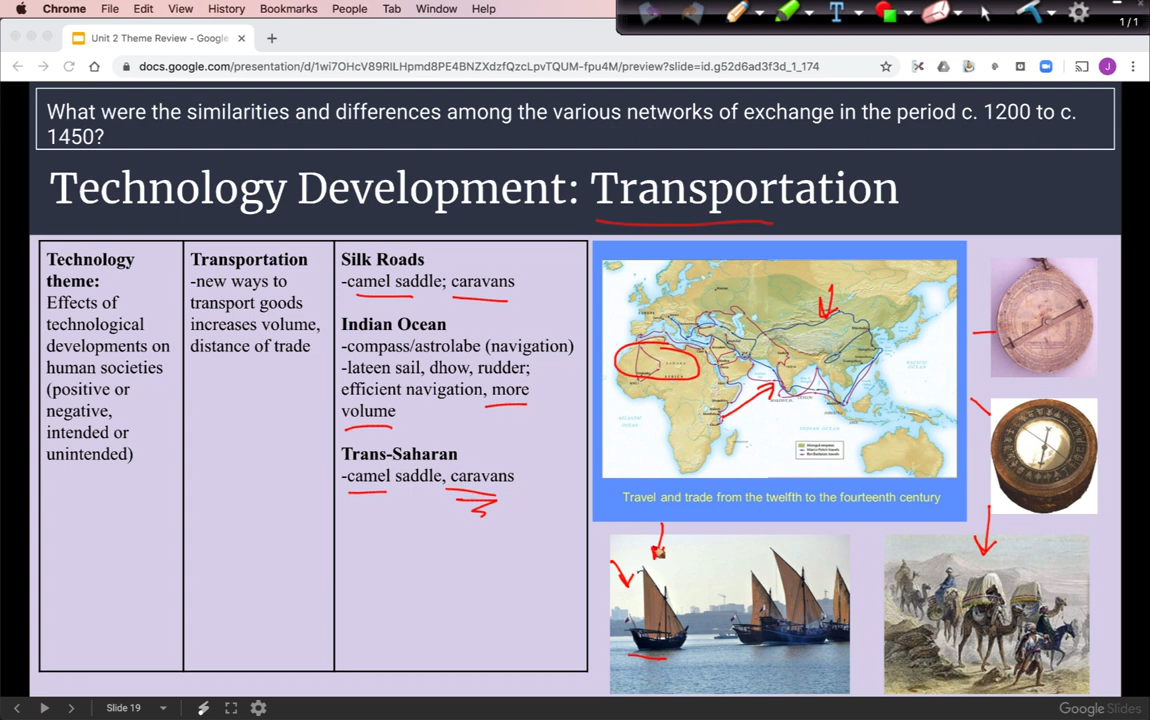 Chrome File Edit View History Bookmarks People Tab Window Help
1/1
Unit 2 Theme Review - Google
docs.google.com/presentation/d/1wi7OHcV89RILHpmd8PE4BNZXdzfQzcLpvTQUM-fpu4M/preview?slide=id.g52d6ad3f3d_1_174
J
What were the similarities and differences among the various networks of exchange in the period c. 1200 to c.
1450?
Technology Development: Transportation
Technology
theme:
Effects of
technological
developments on
human societies
(positive or
negative,
intended or
unintended)
Transportation
-new ways to
transport goods
increases volume,
distance of trade
Silk Roads
-camel saddle; caravans
Indian Ocean
-compass/astrolabe (navigation)
-lateen sail, dhow, rudder;
efficient navigation, more
volume
Trans-Saharan
-camel saddle, caravans
Travel and trade from the twelfth to the fourteenth century
Slide 19
Google Slides